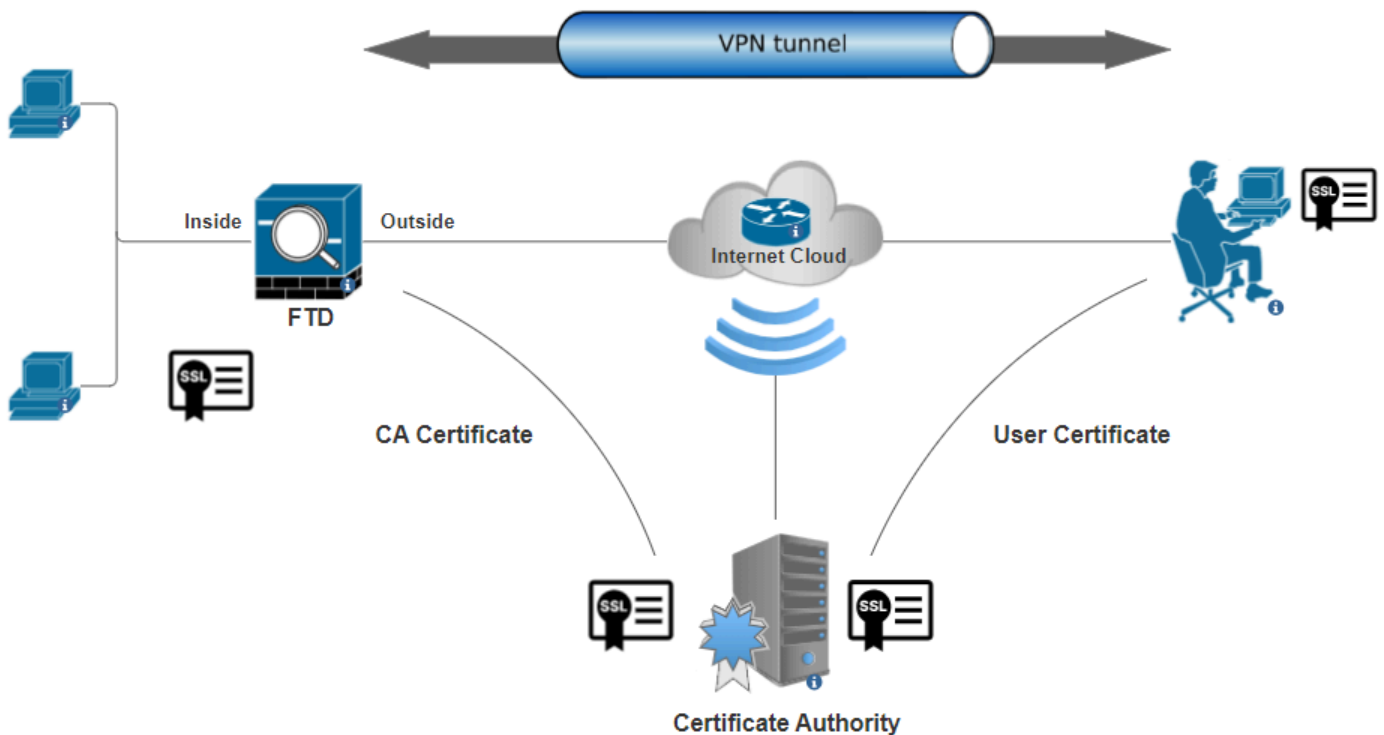 VPN tunnel
SSL
Inside
Outside
Internet Cloud
FTD
SSL
CA Certificate
User Certificate
SSL
SSL
Certificate Authority